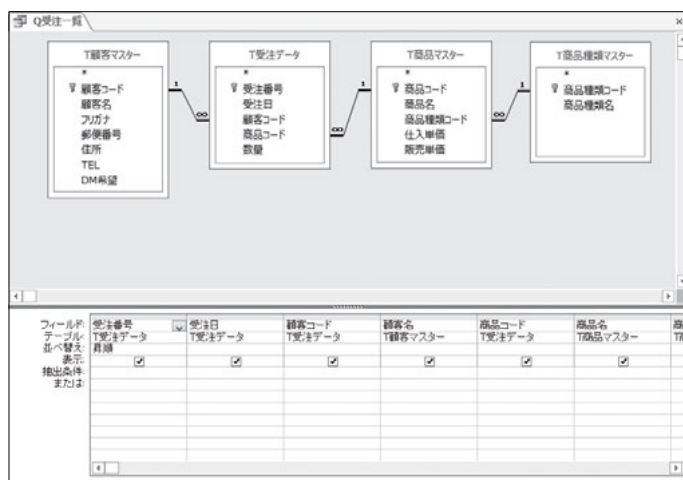 Q受注一覧
T顧客マスター
*
顧客コード
顧客名
フリガナ
郵便番号
住所
TEL
DM希望
1
∞
T受注データ
*
受注番号
受注日
顧客コード
商品コード
数量
∞
1
T商品マスター
*
商品コード
商品名
商品種類コード
仕入単価
販売単価
∞
1
T商品種類マスター
*
商品種類コード
商品種類名
フィールド: 受注番号 受注日 顧客コード 顧客名 商品コード 商品名
テーブル: T受注データ T受注データ T受注データ T顧客マスター T受注データ T商品マスター
並べ替え: 昇順
表示:
抽出条件:
または: